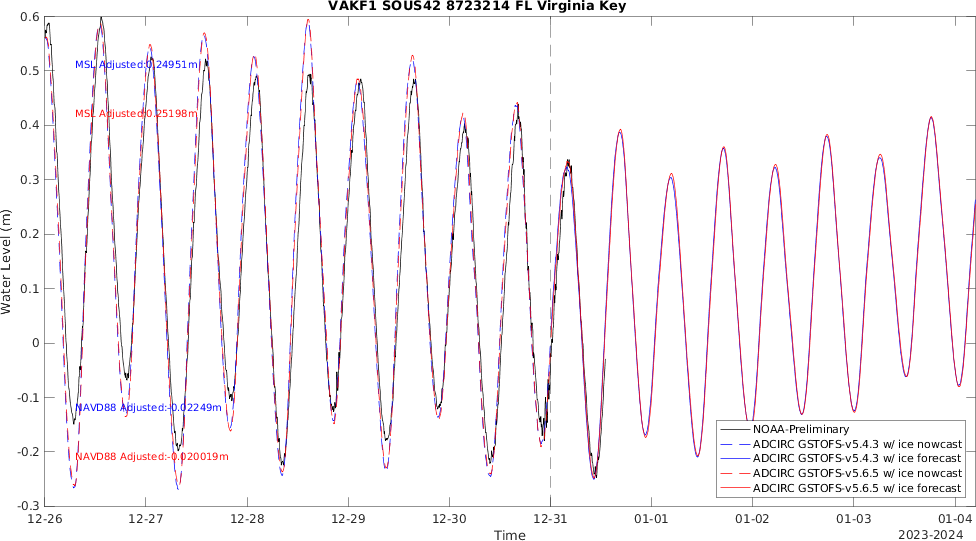 VAKF1 SOUS42 8723214 FL Virginia Key
0.6
0.5
0.4
0.3
0.2
0.1
0
-0.1
-0.2
-0.3
Water Level (m)
MSL Adjusted:0.24951m
MSL Adjusted:0.25198m
NAVD88 Adjusted:-0.02249m
NAVD88 Adjusted:-0.020019m
NOAA-Preliminary
ADCIRC GSTOFS-v5.4.3 w/ ice nowcast
ADCIRC GSTOFS-v5.4.3 w/ ice forecast
ADCIRC GSTOFS-v5.6.5 w/ ice nowcast
ADCIRC GSTOFS-v5.6.5 w/ ice forecast
12-26 12-27 12-28 12-29 12-30 12-31 01-01 01-02 01-03 01-04
Time
2023-2024